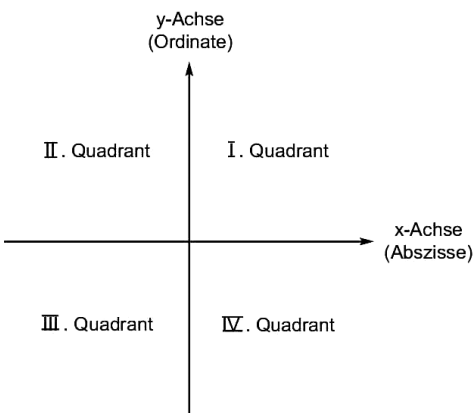 y-Achse
(Ordinate)
II. Quadrant
I. Quadrant
x-Achse
(Abszisse)
III. Quadrant
IV. Quadrant